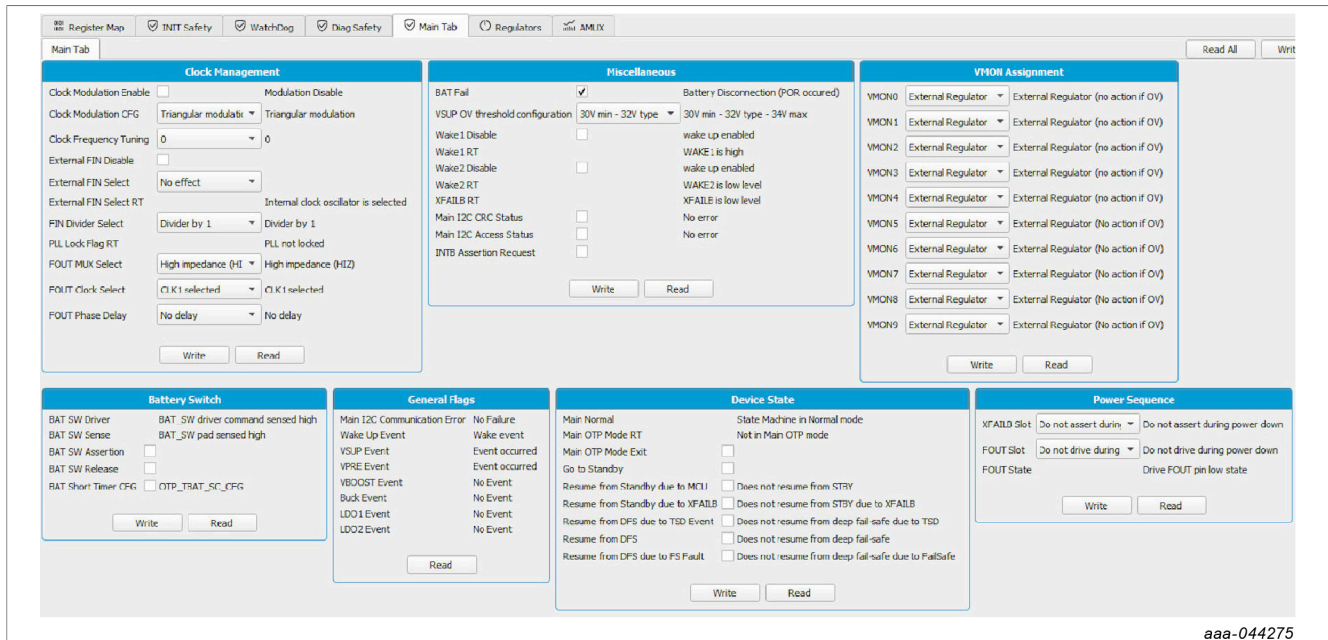 Register Map INIT Safety WatchDog Diag Safety Main Tab Regulators AMUX
Main Tab Read All Writ
Clock Management
Clock Modulation Enable Modulation Disable
Clock Modulation CFG Triangular modulatic Triangular modulation
Clock Frequency Tuning 0 0
External FIN Disable
External FIN Select No effect
External FIN Select RT Internal clock oscillator is selected
FIN Divider Select Divider by 1 Divider by 1
PLL Lock Flag RT PLL not locked
FOUT MUX Select High impedance (HI High impedance (HIZ)
FOUT Clock Select CLK1 selected CLK1 selected
FOUT Phase Delay No delay No delay
Write Read
Miscellaneous
BAT Fail Battery Disconnection (POR occured)
VSUP OV threshold configuration 30V min - 32V type 30V min - 32V type - 34V max
Wake1 Disable wake up enabled
Wake1 RT WAKE1 is high
Wake2 Disable wake up enabled
Wake2 RT WAKE2 is low level
XFAILB RT XFAILB is low level
Main I2C CRC Status No error
Main I2C Access Status No error
INTB Assertion Request
Write Read
VMON Assignment
VMON0 External Regulator External Regulator (no action if OV)
VMON1 External Regulator External Regulator (no action if OV)
VMON2 External Regulator External Regulator (no action if OV)
VMON3 External Regulator External Regulator (no action if OV)
VMON4 External Regulator External Regulator (no action if OV)
VMON5 External Regulator External Regulator (No action if OV)
VMON6 External Regulator External Regulator (No action if OV)
VMON7 External Regulator External Regulator (No action if OV)
VMON8 External Regulator External Regulator (No action if OV)
VMON9 External Regulator External Regulator (No action if OV)
Write Read
Battery Switch
BAT SW Driver BAT_SW driver command sensed high
BAT SW Sense BAT_SW pad sensed high
BAT SW Assertion
BAT SW Release
BAT Short Timer CFG OTP_TBAT_SC_CFG
Write Read
General Flags
Main I2C Communication Error No Failure
Wake Up Event Wake event
VSUP Event Event occurred
VPRE Event Event occurred
VBOOST Event No Event
Buck Event No Event
LDO1 Event No Event
LDO2 Event No Event
Read
Device State
Main Normal State Machine in Normal mode
Main OTP Mode RT Not in Main OTP mode
Main OTP Mode Exit
Go to Standby
Resume from Standby due to MCU Does not resume from STBY
Resume from Standby due to XFAILB Does not resume from STBY due to XFAILB
Resume from DFS due to TSD Event Does not resume from deep fail-safe due to TSD
Resume from DFS Does not resume from deep fail-safe
Resume from DFS due to FS Fault Does not resume from deep fail-safe due to FailSafe
Write Read
Power Sequence
XFAILB Slot Do not assert during Do not assert during power down
FOUT Slot Do not drive during Do not drive during power down
FOUT State Drive FOUT pin low state
Write Read
aaa-044275